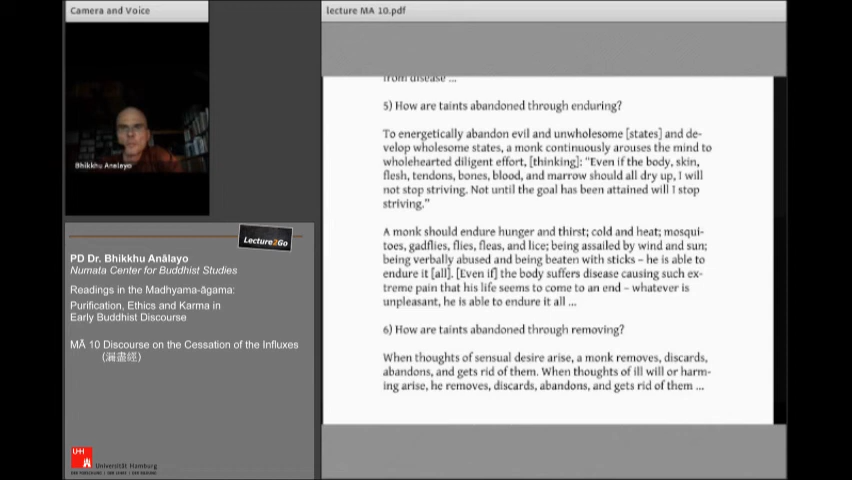 Camera and Voice
Bhikkhu Analayo
Lecture2Go
PD Dr. Bhikkhu Anālayo
Numata Center for Buddhist Studies
Readings in the Madhyama-āgama:
Purification, Ethics and Karma in
Early Buddhist Discourse
MĀ 10 Discourse on the Cessation of the Influxes
(漏盡經)
UH
Universität Hamburg
DER FORSCHUNG | DER LEHRE | DER BILDUNG
lecture MA 10.pdf
from disease ...
5) How are taints abandoned through enduring?
To energetically abandon evil and unwholesome [states] and de-
velop wholesome states, a monk continuously arouses the mind to
wholehearted diligent effort, [thinking]: “Even if the body, skin,
flesh, tendons, bones, blood, and marrow should all dry up, I will
not stop striving. Not until the goal has been attained will I stop
striving.”
A monk should endure hunger and thirst; cold and heat; mosqui-
toes, gadflies, flies, fleas, and lice; being assailed by wind and sun;
being verbally abused and being beaten with sticks – he is able to
endure it [all]. [Even if] the body suffers disease causing such ex-
treme pain that his life seems to come to an end – whatever is
unpleasant, he is able to endure it all ...
6) How are taints abandoned through removing?
When thoughts of sensual desire arise, a monk removes, discards,
abandons, and gets rid of them. When thoughts of ill will or harm-
ing arise, he removes, discards, abandons, and gets rid of them ...